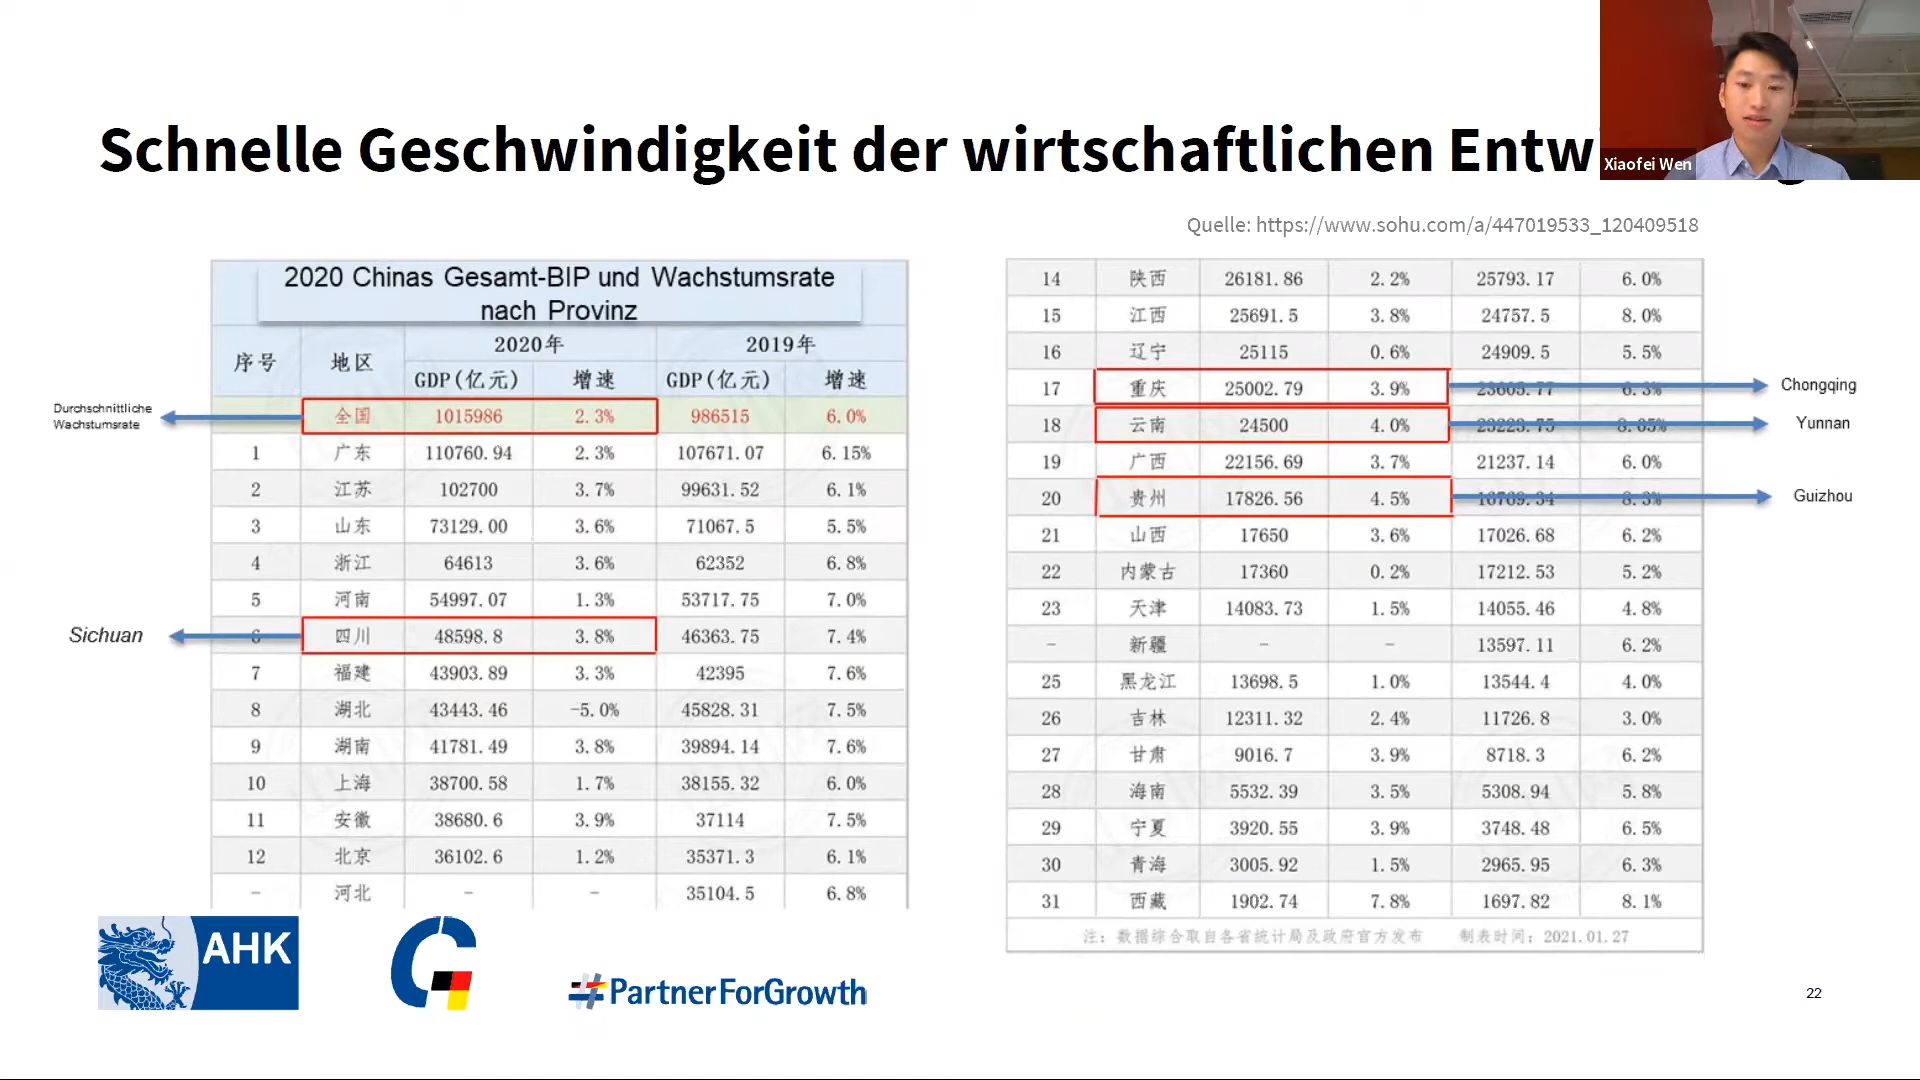 Xiaofei Wen
Schnelle Geschwindigkeit der wirtschaftlichen Entw
Quelle: https://www.sohu.com/a/447019533_120409518
2020 Chinas Gesamt-BIP und Wachstumsrate
nach Provinz
序号 地区 2020年 2019年
GDP(亿元) 增速 GDP(亿元) 增速
Durchschnittliche
Wachstumsrate
全国 1015986 2.3% 986515 6.0%
1 广东 110760.94 2.3% 107671.07 6.15%
2 江苏 102700 3.7% 99631.52 6.1%
3 山东 73129.00 3.6% 71067.5 5.5%
4 浙江 64613 3.6% 62352 6.8%
5 河南 54997.07 1.3% 53717.75 7.0%
Sichuan 6 四川 48598.8 3.8% 46363.75 7.4%
7 福建 43903.89 3.3% 42395 7.6%
8 湖北 43443.46 -5.0% 45828.31 7.5%
9 湖南 41781.49 3.8% 39894.14 7.6%
10 上海 38700.58 1.7% 38155.32 6.0%
11 安徽 38680.6 3.9% 37114 7.5%
12 北京 36102.6 1.2% 35371.3 6.1%
- 河北 - - 35104.5 6.8%
14 陕西 26181.86 2.2% 25793.17 6.0%
15 江西 25691.5 3.8% 24757.5 8.0%
16 辽宁 25115 0.6% 24909.5 5.5%
17 重庆 25002.79 3.9% 23605.77 6.3% Chongqing
18 云南 24500 4.0% 23223.75 8.05% Yunnan
19 广西 22156.69 3.7% 21237.14 6.0%
20 贵州 17826.56 4.5% 16769.34 8.3% Guizhou
21 山西 17650 3.6% 17026.68 6.2%
22 内蒙古 17360 0.2% 17212.53 5.2%
23 天津 14083.73 1.5% 14055.46 4.8%
- 新疆 - - 13597.11 6.2%
25 黑龙江 13698.5 1.0% 13544.4 4.0%
26 吉林 12311.32 2.4% 11726.8 3.0%
27 甘肃 9016.7 3.9% 8718.3 6.2%
28 海南 5532.39 3.5% 5308.94 5.8%
29 宁夏 3920.55 3.9% 3748.48 6.5%
30 青海 3005.92 1.5% 2965.95 6.3%
31 西藏 1902.74 7.8% 1697.82 8.1%
注: 数据综合取自各省统计局及政府官方发布 制表时间: 2021.01.27
AHK
#PartnerForGrowth
22